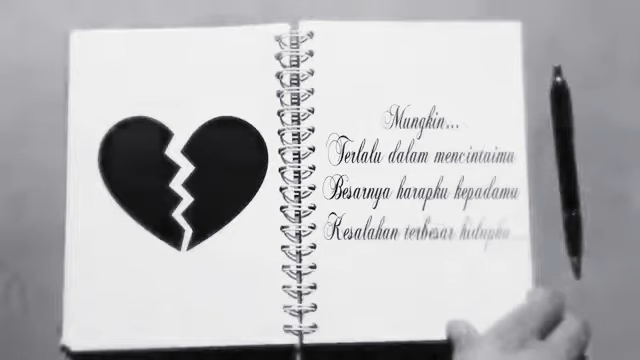 Mungkin...
Terlalu dalam mencintaimu
Besarnya harapku kepadamu
Kesalahan terbesar hidupku